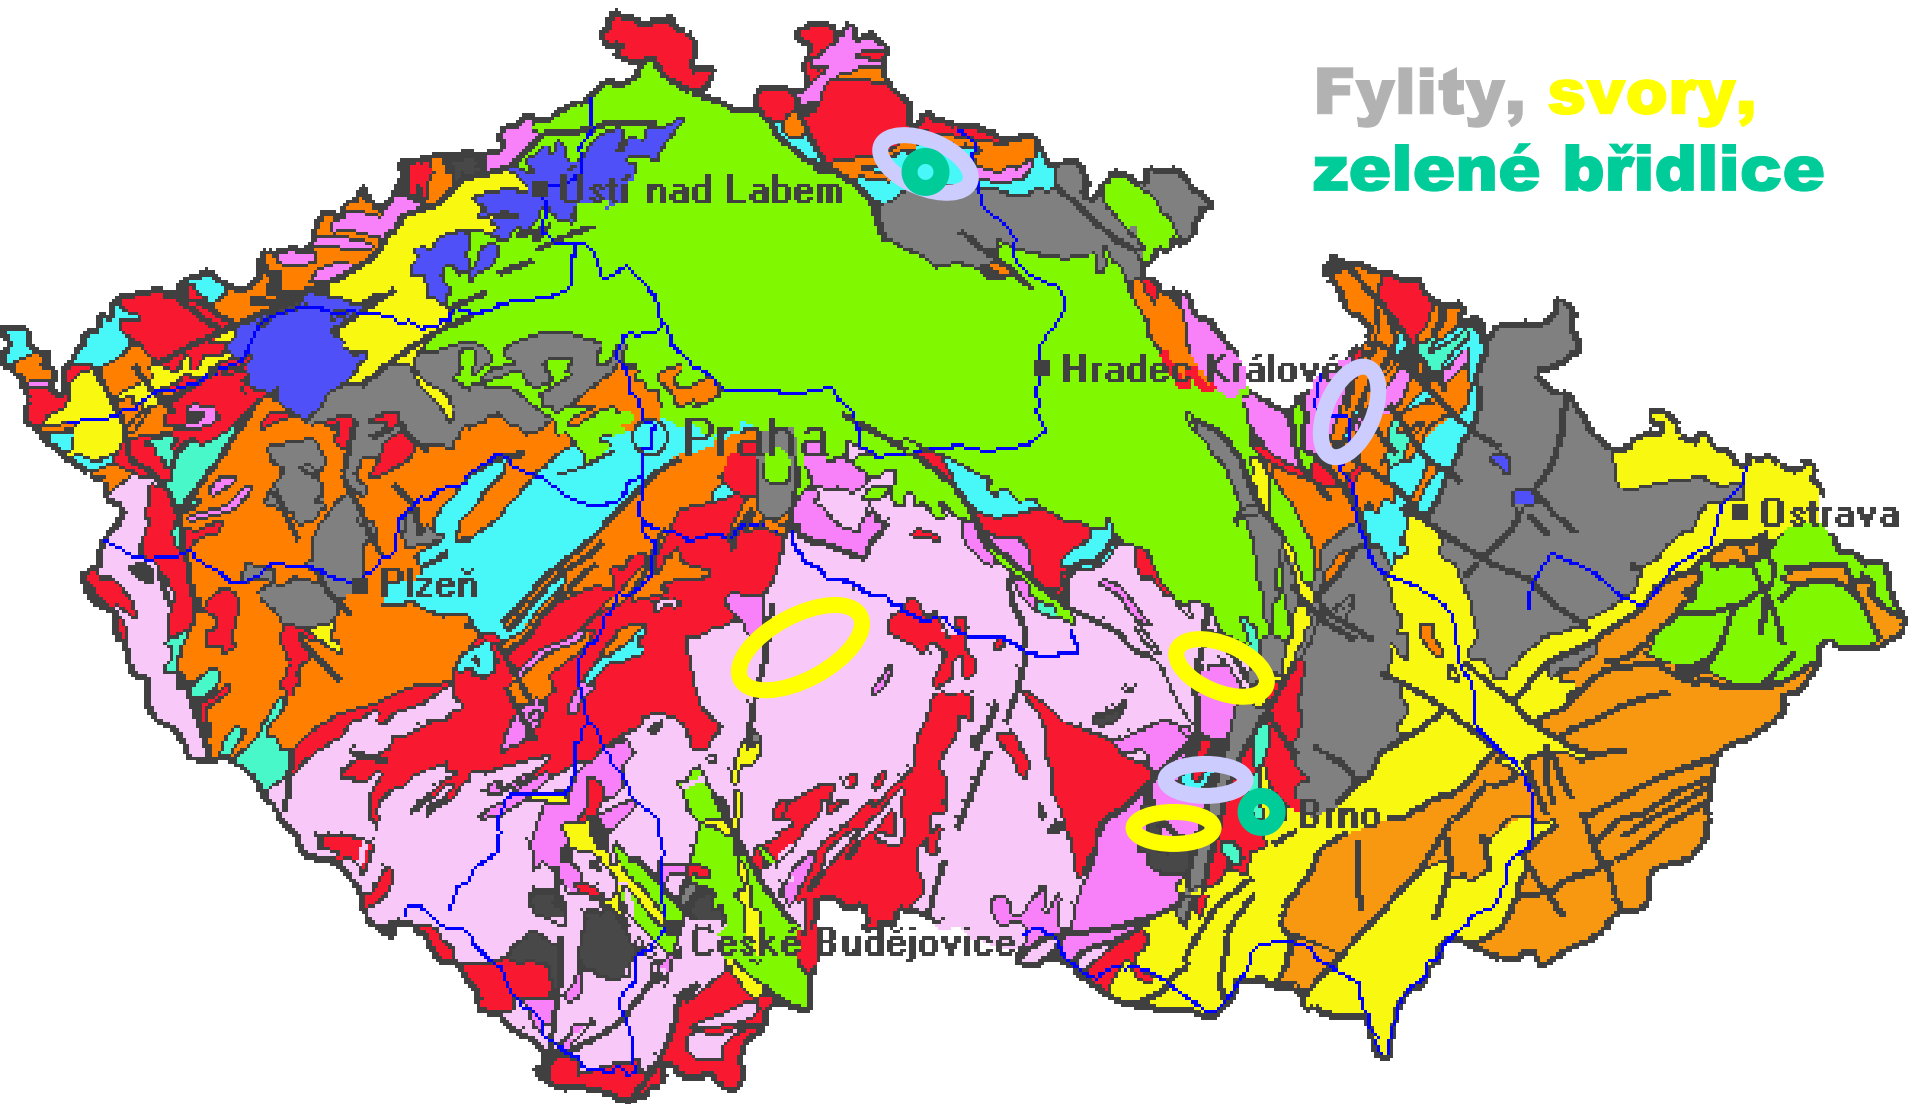 Fylity, svory,
zelené břidlice
Ústí nad Labem
Hradec Králové
Praha
Ostrava
Plzeň
Brno
České Budějovice